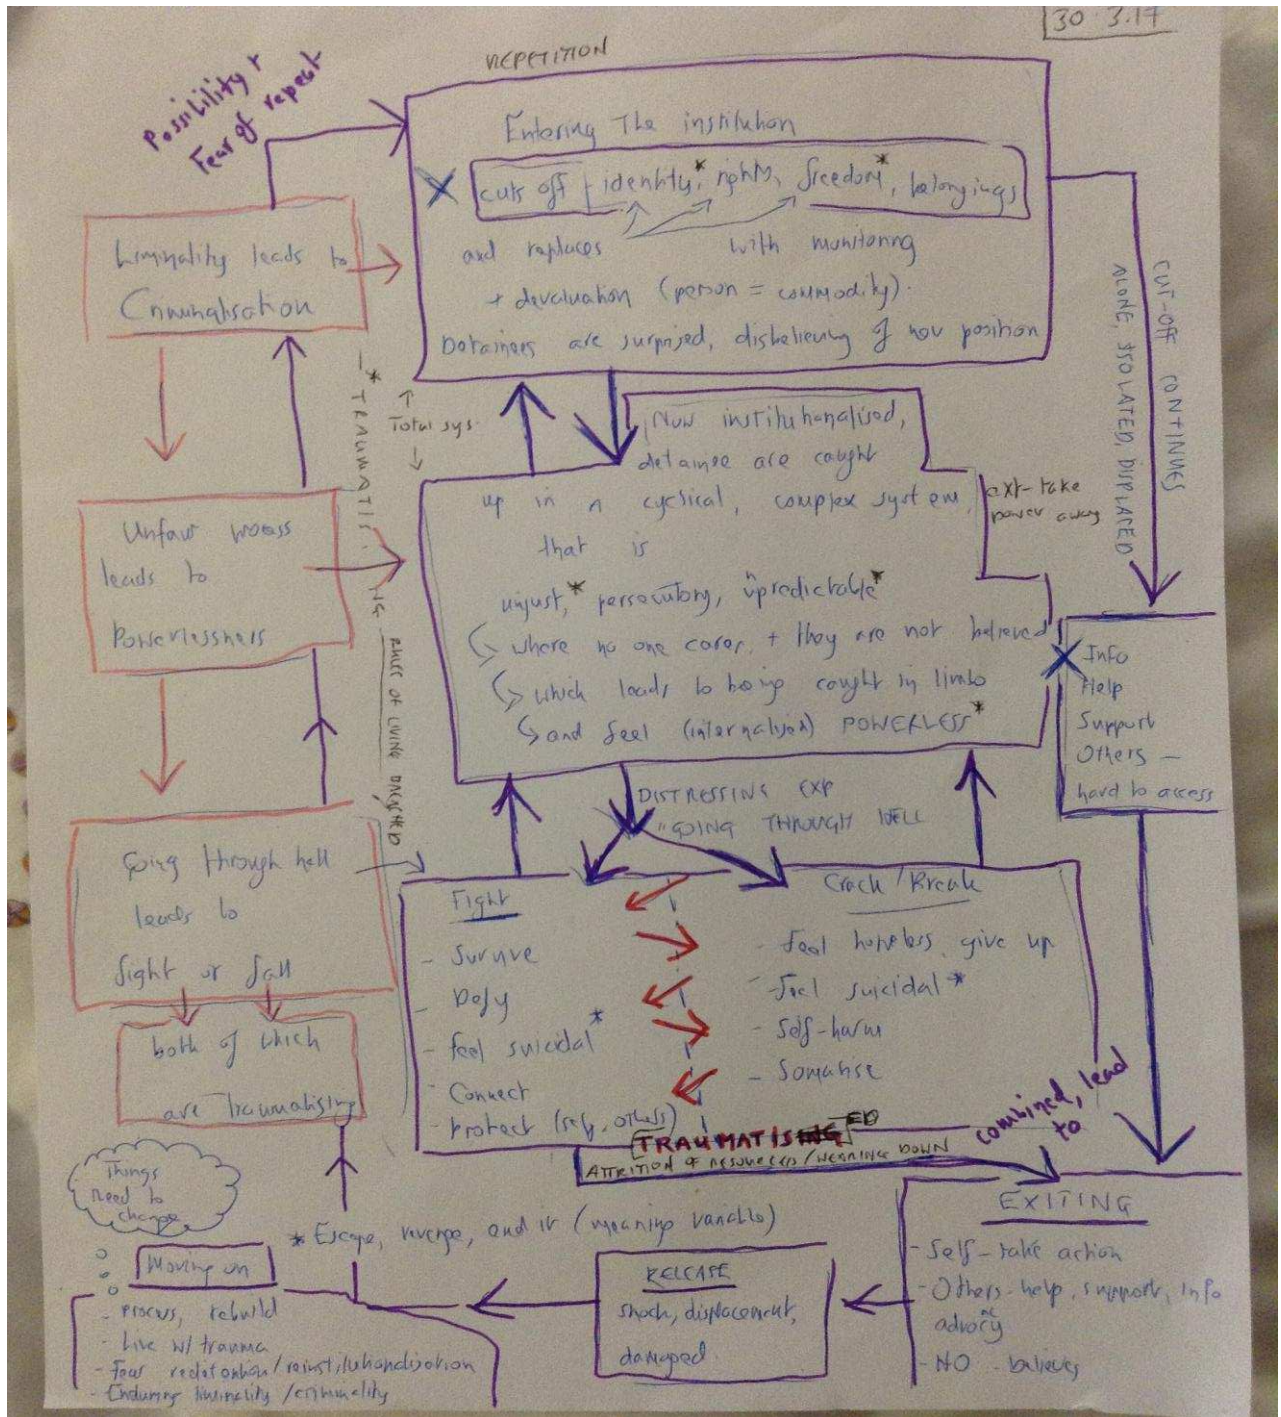 30.3.17
REPETITION
Possibility +
Fear of repeat
Entering The institution
cuts off identity,* rights, freedom*, belongings
and replaces with monitoring
+ devaluation (person = commodity).
Detainees are surprised, disbelieving of new position
Liminality leads to
Criminalisation
CUT-OFF CONTINUES
ALONE, ISOLATED, DISPLACED
* TRAUMATISING
RULES OF LIVING BREACHED
Total sys.
Now institutionalised,
detainee are caught
up in a cyclical, complex system,
that is
unjust,* persecutory, unpredictable*
where no one cares, + they are not believed
which leads to being caught in limbo
and feel (internalised) POWERLESS*
ext-take
power away
Unfair process
leads to
Powerlessness
Info
Help
Support
Others –
hard to access
DISTRESSING EXP
"GOING THROUGH HELL
Going through hell
leads to
fight or fall
Fight
- Survive
- Defy
- feel suicidal*
- Connect
- Protect (self, others)
Crack/Break
- feel hopeless, give up
- feel suicidal*
- Self-harm
- Somatise
both of which
are traumatising
TRAUMATISING ED
ATTRITION OF RESOURCES/WEARING DOWN
combined, lead
to
Things
need to
change
* Escape, revenge, end it (meaning variable)
EXITING
- Self-take action
- Others-help, support, info
- NO - believes
RELEASE
shock, displacement,
damaged
Moving on
- Process, rebuild
- Live w/ trauma
- Fear redetention/reinstitutionalisation
- Enduring liminality/criminality